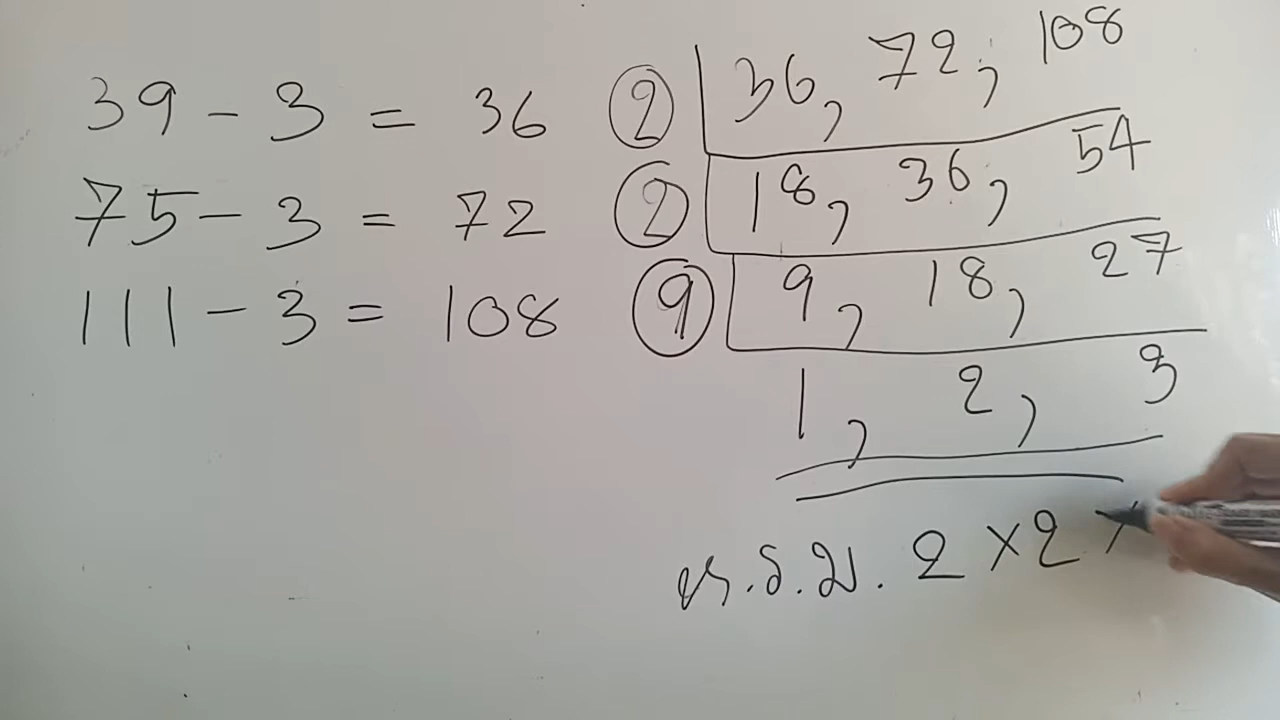 39 - 3 = 36
75 - 3 = 72
111 - 3 = 108
2 36, 72, 108
2 18, 36, 54
9 9, 18, 27
1, 2, 3
ห.ร.ม. 2 × 2 ×